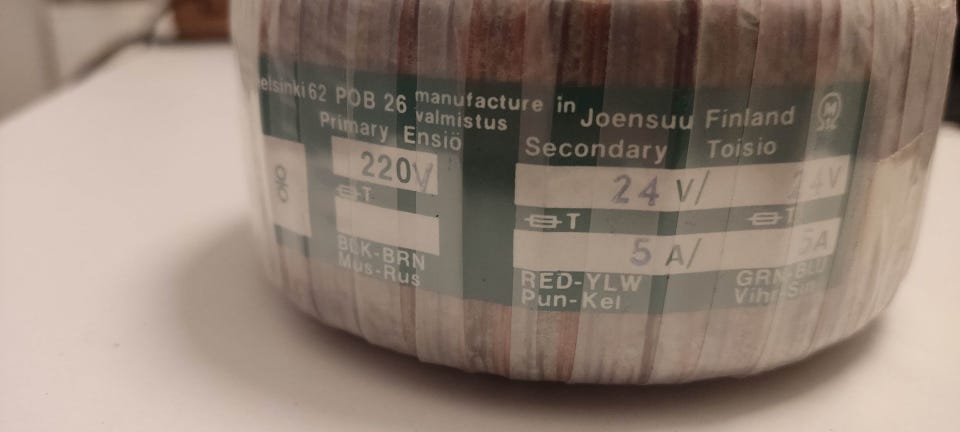 elsinki 62 POB 26 manufacture in Joensuu Finland
valmistus
Primary Ensiö
Secondary Toisio
220V
24 V/ 24V
T
T T
5 A/ 5A
BLK-BRN
Mus-Rus
RED-YLW GRN-BLU
Pun-Kel Vihr-Sin